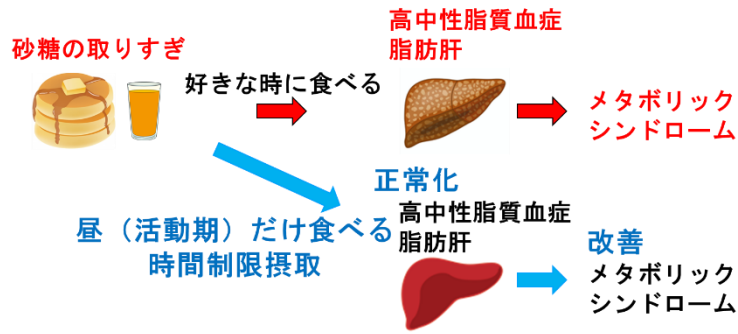 砂糖の取りすぎ
好きな時に食べる
高中性脂質血症
脂肪肝
メタボリック
シンドローム
昼（活動期）だけ食べる
時間制限摂取
正常化
高中性脂質血症
脂肪肝
改善
メタボリック
シンドローム